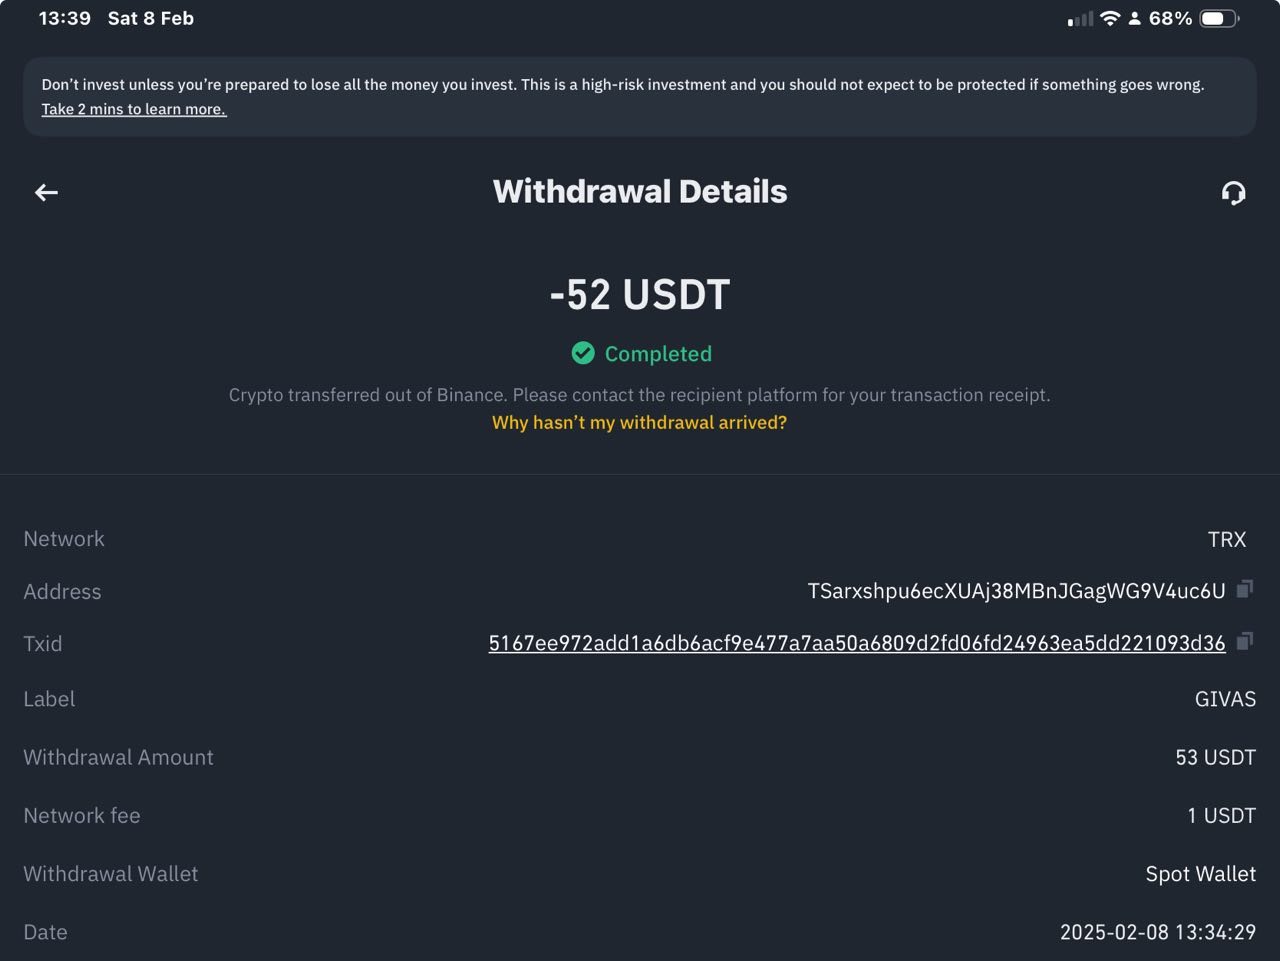 13:39 Sat 8 Feb 68%
Don't invest unless you're prepared to lose all the money you invest. This is a high-risk investment and you should not expect to be protected if something goes wrong.
Take 2 mins to learn more.
Withdrawal Details
-52 USDT
Completed
Crypto transferred out of Binance. Please contact the recipient platform for your transaction receipt.
Why hasn't my withdrawal arrived?
Network TRX
Address TSarxshpu6ecXUAj38MBnJGagWG9V4uc6U
Txid 5167ee972add1a6db6acf9e477a7aa50a6809d2fd06fd24963ea5dd221093d36
Label GIVAS
Withdrawal Amount 53 USDT
Network fee 1 USDT
Withdrawal Wallet Spot Wallet
Date 2025-02-08 13:34:29